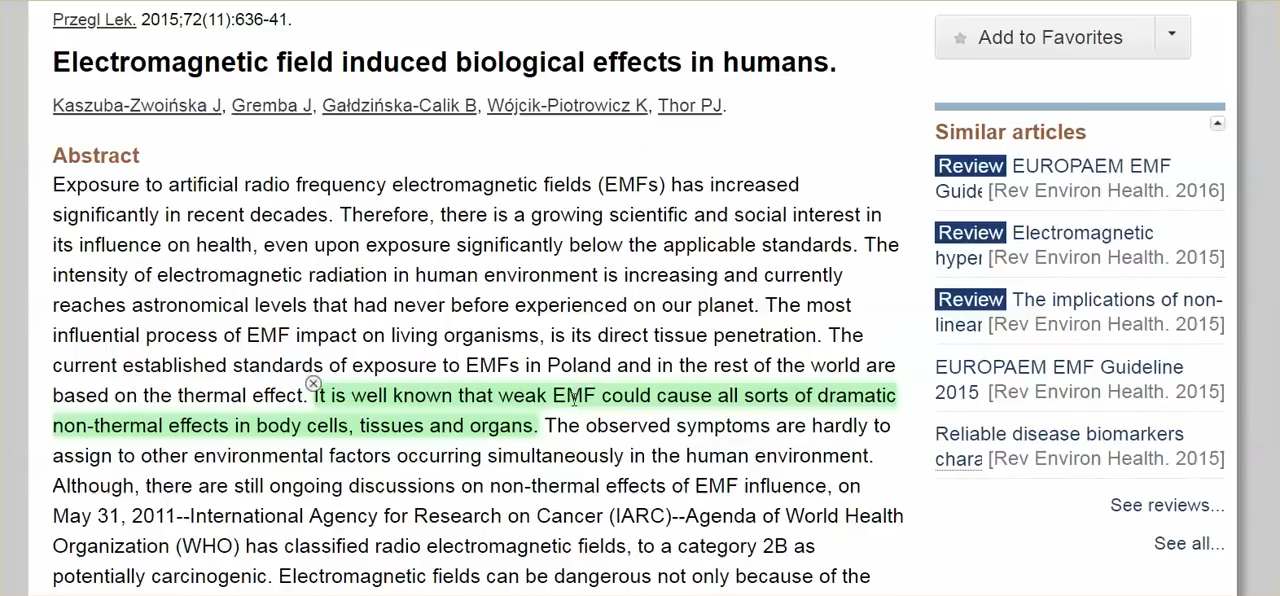 Przegl Lek. 2015;72(11):636-41.
Electromagnetic field induced biological effects in humans.
Kaszuba-Zwoińska J, Gremba J, Gałdzińska-Calik B, Wójcik-Piotrowicz K, Thor PJ.
Abstract
Exposure to artificial radio frequency electromagnetic fields (EMFs) has increased
significantly in recent decades. Therefore, there is a growing scientific and social interest in
its influence on health, even upon exposure significantly below the applicable standards. The
intensity of electromagnetic radiation in human environment is increasing and currently
reaches astronomical levels that had never before experienced on our planet. The most
influential process of EMF impact on living organisms, is its direct tissue penetration. The
current established standards of exposure to EMFs in Poland and in the rest of the world are
based on the thermal effect. It is well known that weak EMF could cause all sorts of dramatic
non-thermal effects in body cells, tissues and organs. The observed symptoms are hardly to
assign to other environmental factors occurring simultaneously in the human environment.
Although, there are still ongoing discussions on non-thermal effects of EMF influence, on
May 31, 2011--International Agency for Research on Cancer (IARC)--Agenda of World Health
Organization (WHO) has classified radio electromagnetic fields, to a category 2B as
potentially carcinogenic. Electromagnetic fields can be dangerous not only because of the
Add to Favorites
Similar articles
Review EUROPAEM EMF
Guide [Rev Environ Health. 2016]
Review Electromagnetic
hyper [Rev Environ Health. 2015]
Review The implications of non-
linear [Rev Environ Health. 2015]
EUROPAEM EMF Guideline
2015 [Rev Environ Health. 2015]
Reliable disease biomarkers
chara [Rev Environ Health. 2015]
See reviews...
See all...